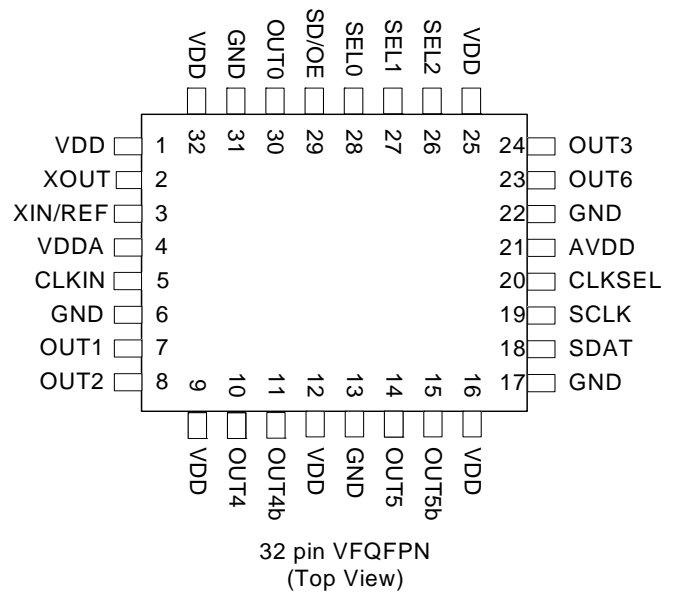 VDD
GND
OUT0
SD/OE
SEL0
SEL1
SEL2
VDD
32
31
30
29
28
27
26
25
VDD 1
XOUT 2
XIN/REF 3
VDDA 4
CLKIN 5
GND 6
OUT1 7
OUT2 8
24 OUT3
23 OUT6
22 GND
21 AVDD
20 CLKSEL
19 SCLK
18 SDAT
17 GND
9
10
11
12
13
14
15
16
VDD
OUT4
OUT4b
VDD
GND
OUT5
OUT5b
VDD
32 pin VFQFPN
(Top View)